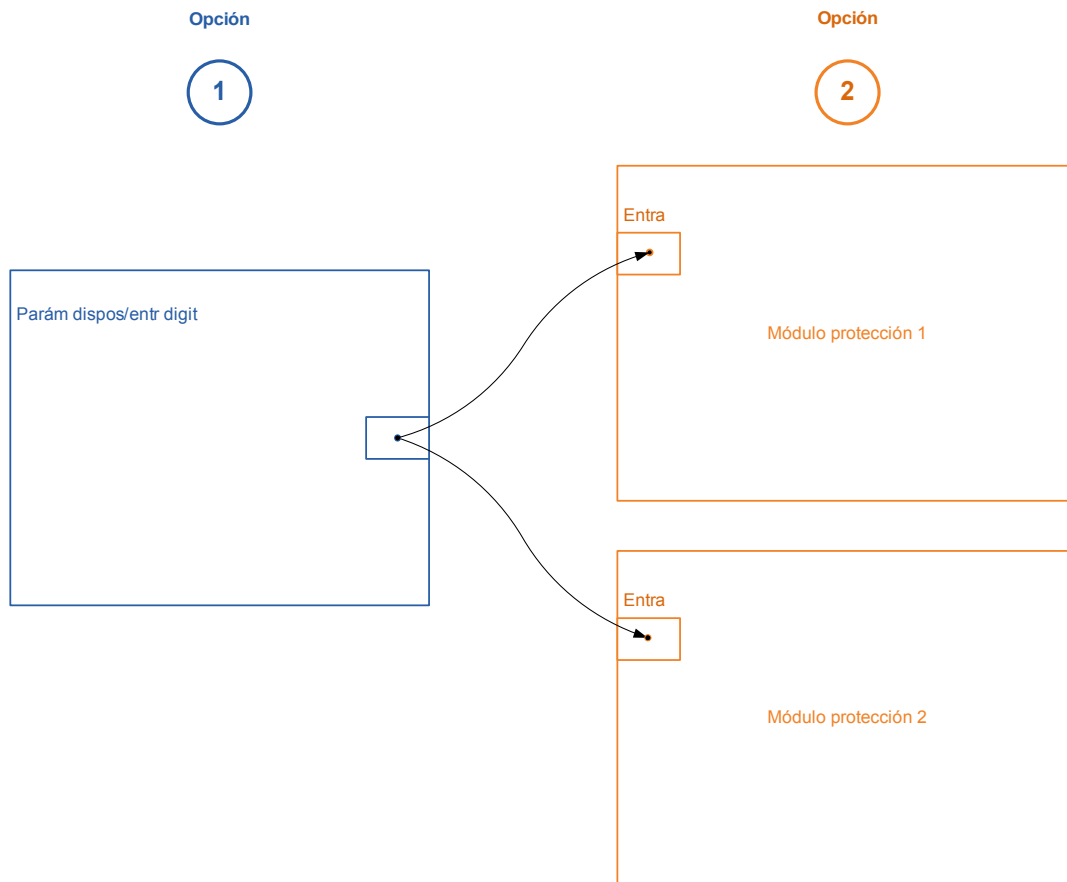 Opción
1
Parám dispos/entr digit
Opción
2
Entra
Módulo protección 1
Entra
Módulo protección 2